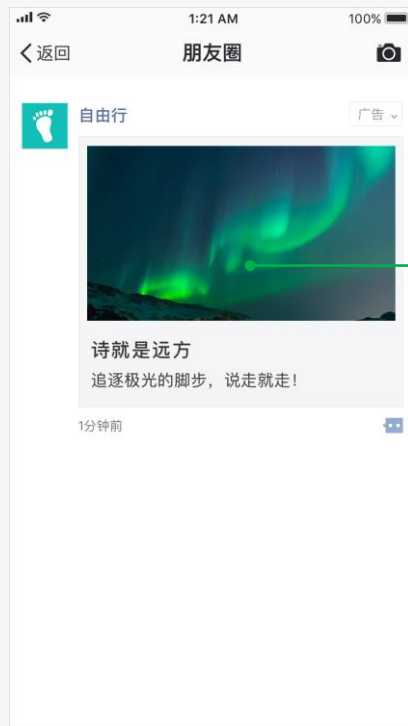 1:21 AM
100%
返回
朋友圈
自由行
广告
诗就是远方
追逐极光的脚步，说走就走!
1分钟前